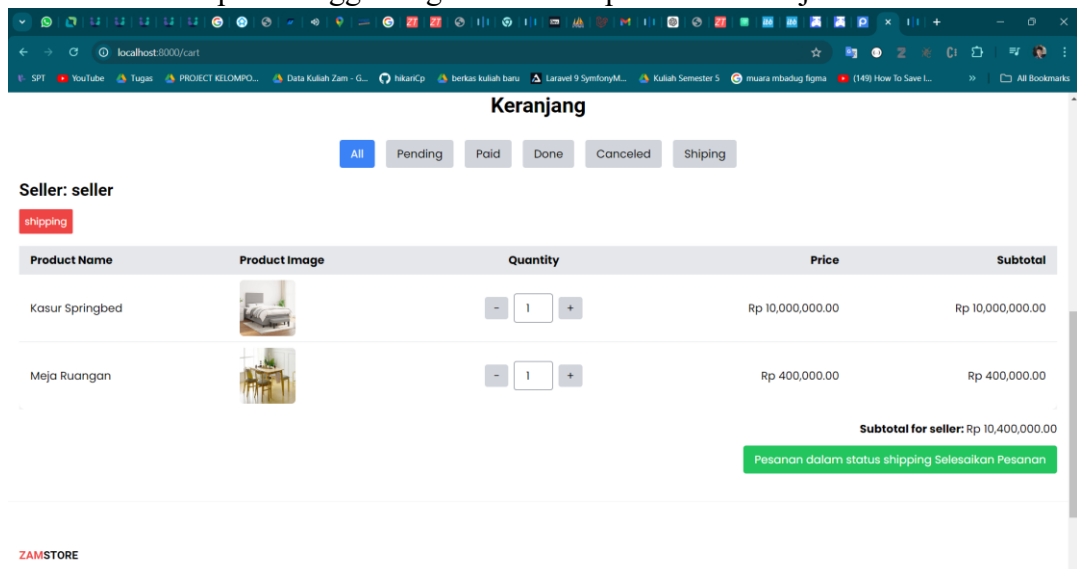 localhost:8000/cart
SPT YouTube Tugas PROJECT KELOMPO... Data Kuliah Zam - G... hikariCp berkas kuliah baru Laravel 9 SymfonyM... Kuliah Semester 5 muara mbadug figma (149) How To Save I... » All Bookmarks
Keranjang
All Pending Paid Done Canceled Shiping
Seller: seller
shipping
Product Name Product Image Quantity Price Subtotal
Kasur Springbed - 1 + Rp 10,000,000.00 Rp 10,000,000.00
Meja Ruangan - 1 + Rp 400,000.00 Rp 400,000.00
Subtotal for seller: Rp 10,400,000.00
Pesanan dalam status shipping Selesaikan Pesanan
ZAMSTORE